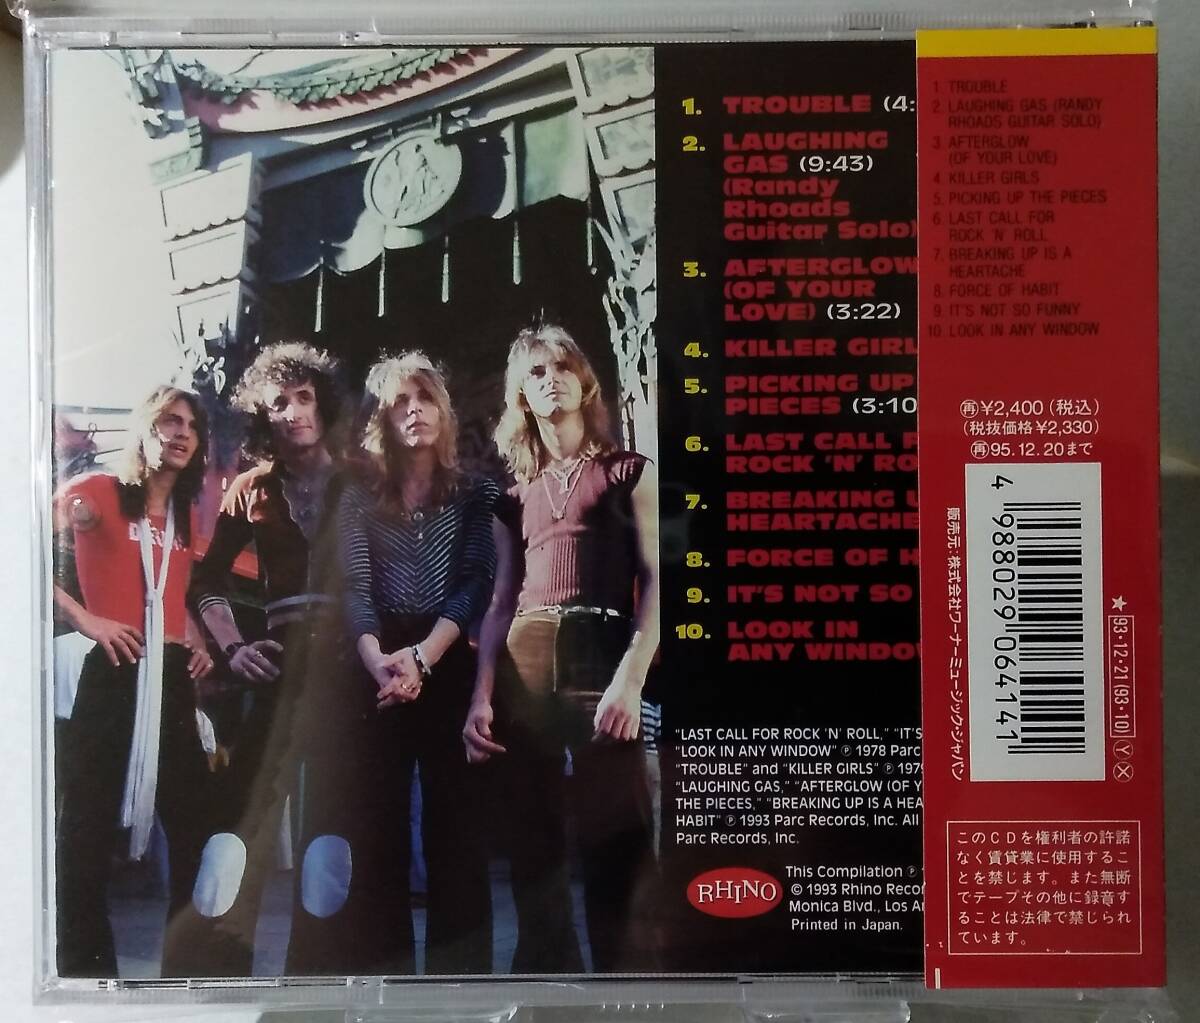 1. TROUBLE (4:
2. LAUGHING
GAS (9:43)
(Randy
Rhoads
Guitar Solo)
3. AFTERGLOW
(OF YOUR
LOVE) (3:22)
4. KILLER GIRL
5. PICKING UP
PIECES (3:10
6. LAST CALL F
ROCK 'N' RO
7. BREAKING U
HEARTACHE
8. FORCE OF H
9. IT'S NOT SO
10. LOOK IN
ANY WINDOW
"LAST CALL FOR ROCK 'N' ROLL," "IT'S
"LOOK IN ANY WINDOW" ℗ 1978 Parc
"TROUBLE" and "KILLER GIRLS" ℗ 1979
"LAUGHING GAS," "AFTERGLOW (OF Y
THE PIECES," "BREAKING UP IS A HEA
HABIT" ℗ 1993 Parc Records, Inc. All
Parc Records, Inc.
RHINO
This Compilation ℗
© 1993 Rhino Recor
Monica Blvd., Los A
Printed in Japan.
1. TROUBLE
2. LAUGHING GAS (RANDY
RHOADS GUITAR SOLO)
3. AFTERGLOW
(OF YOUR LOVE)
4. KILLER GIRLS
5. PICKING UP THE PIECES
6. LAST CALL FOR
ROCK 'N' ROLL
7. BREAKING UP IS A
HEARTACHE
8. FORCE OF HABIT
9. IT'S NOT SO FUNNY
10. LOOK IN ANY WINDOW
㊢¥2,400(税込)
(税抜価格¥2,330)
再95.12.20まで
4 988029 064141
★'93・12・21(93・10)ⓎⓍ
販売元:株式会社ワーナーミュージック・ジャパン
このCDを権利者の許諾
なく賃貸業に使用するこ
とを禁じます。また無断
でテープその他に録音す
ることは法律で禁じられ
ています。